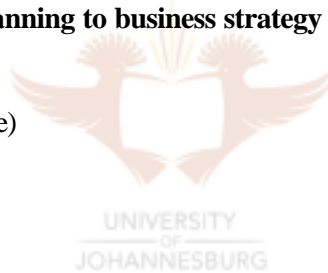 anning to business strategy
e)
UNIVERSITY
OF
JOHANNESBURG